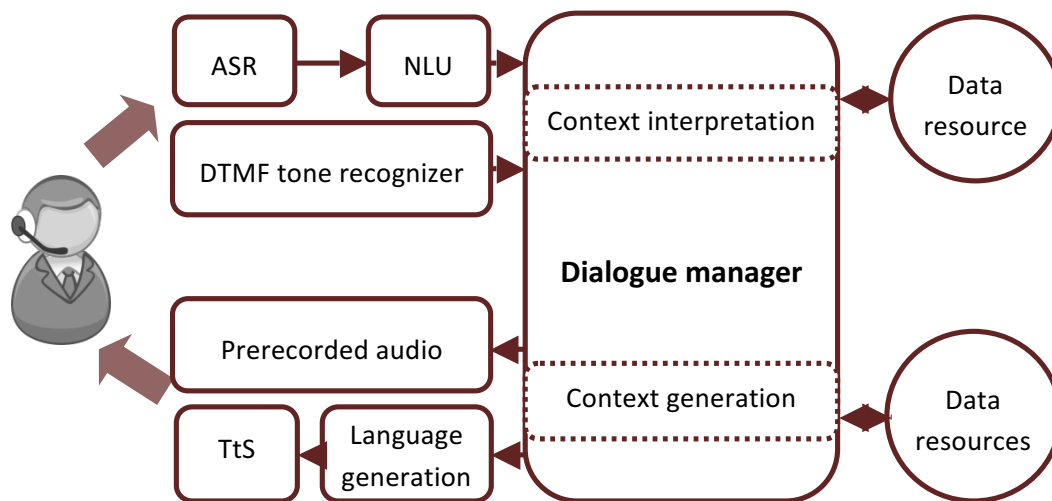 ASR
NLU
Context interpretation
Data
resource
DTMF tone recognizer
Dialogue manager
Prerecorded audio
Context generation
Data
resources
TtS
Language
generation